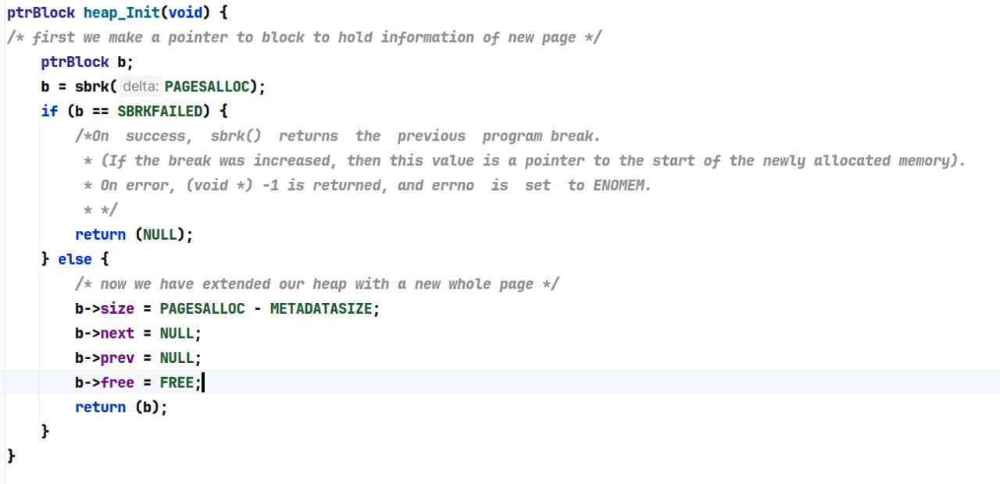 ptrBlock heap_Init(void) {
/* first we make a pointer to block to hold information of new page */
    ptrBlock b;
    b = sbrk( delta: PAGESALLOC);
    if (b == SBRKFAILED) {
        /*On  success,  sbrk()  returns  the  previous  program break.
         * (If the break was increased, then this value is a pointer to the start of the newly allocated memory).
         * On error, (void *) -1 is returned, and errno  is  set  to ENOMEM.
         * */
        return (NULL);
    } else {
        /* now we have extended our heap with a new whole page */
        b->size = PAGESALLOC - METADATASIZE;
        b->next = NULL;
        b->prev = NULL;
        b->free = FREE;
        return (b);
    }
}